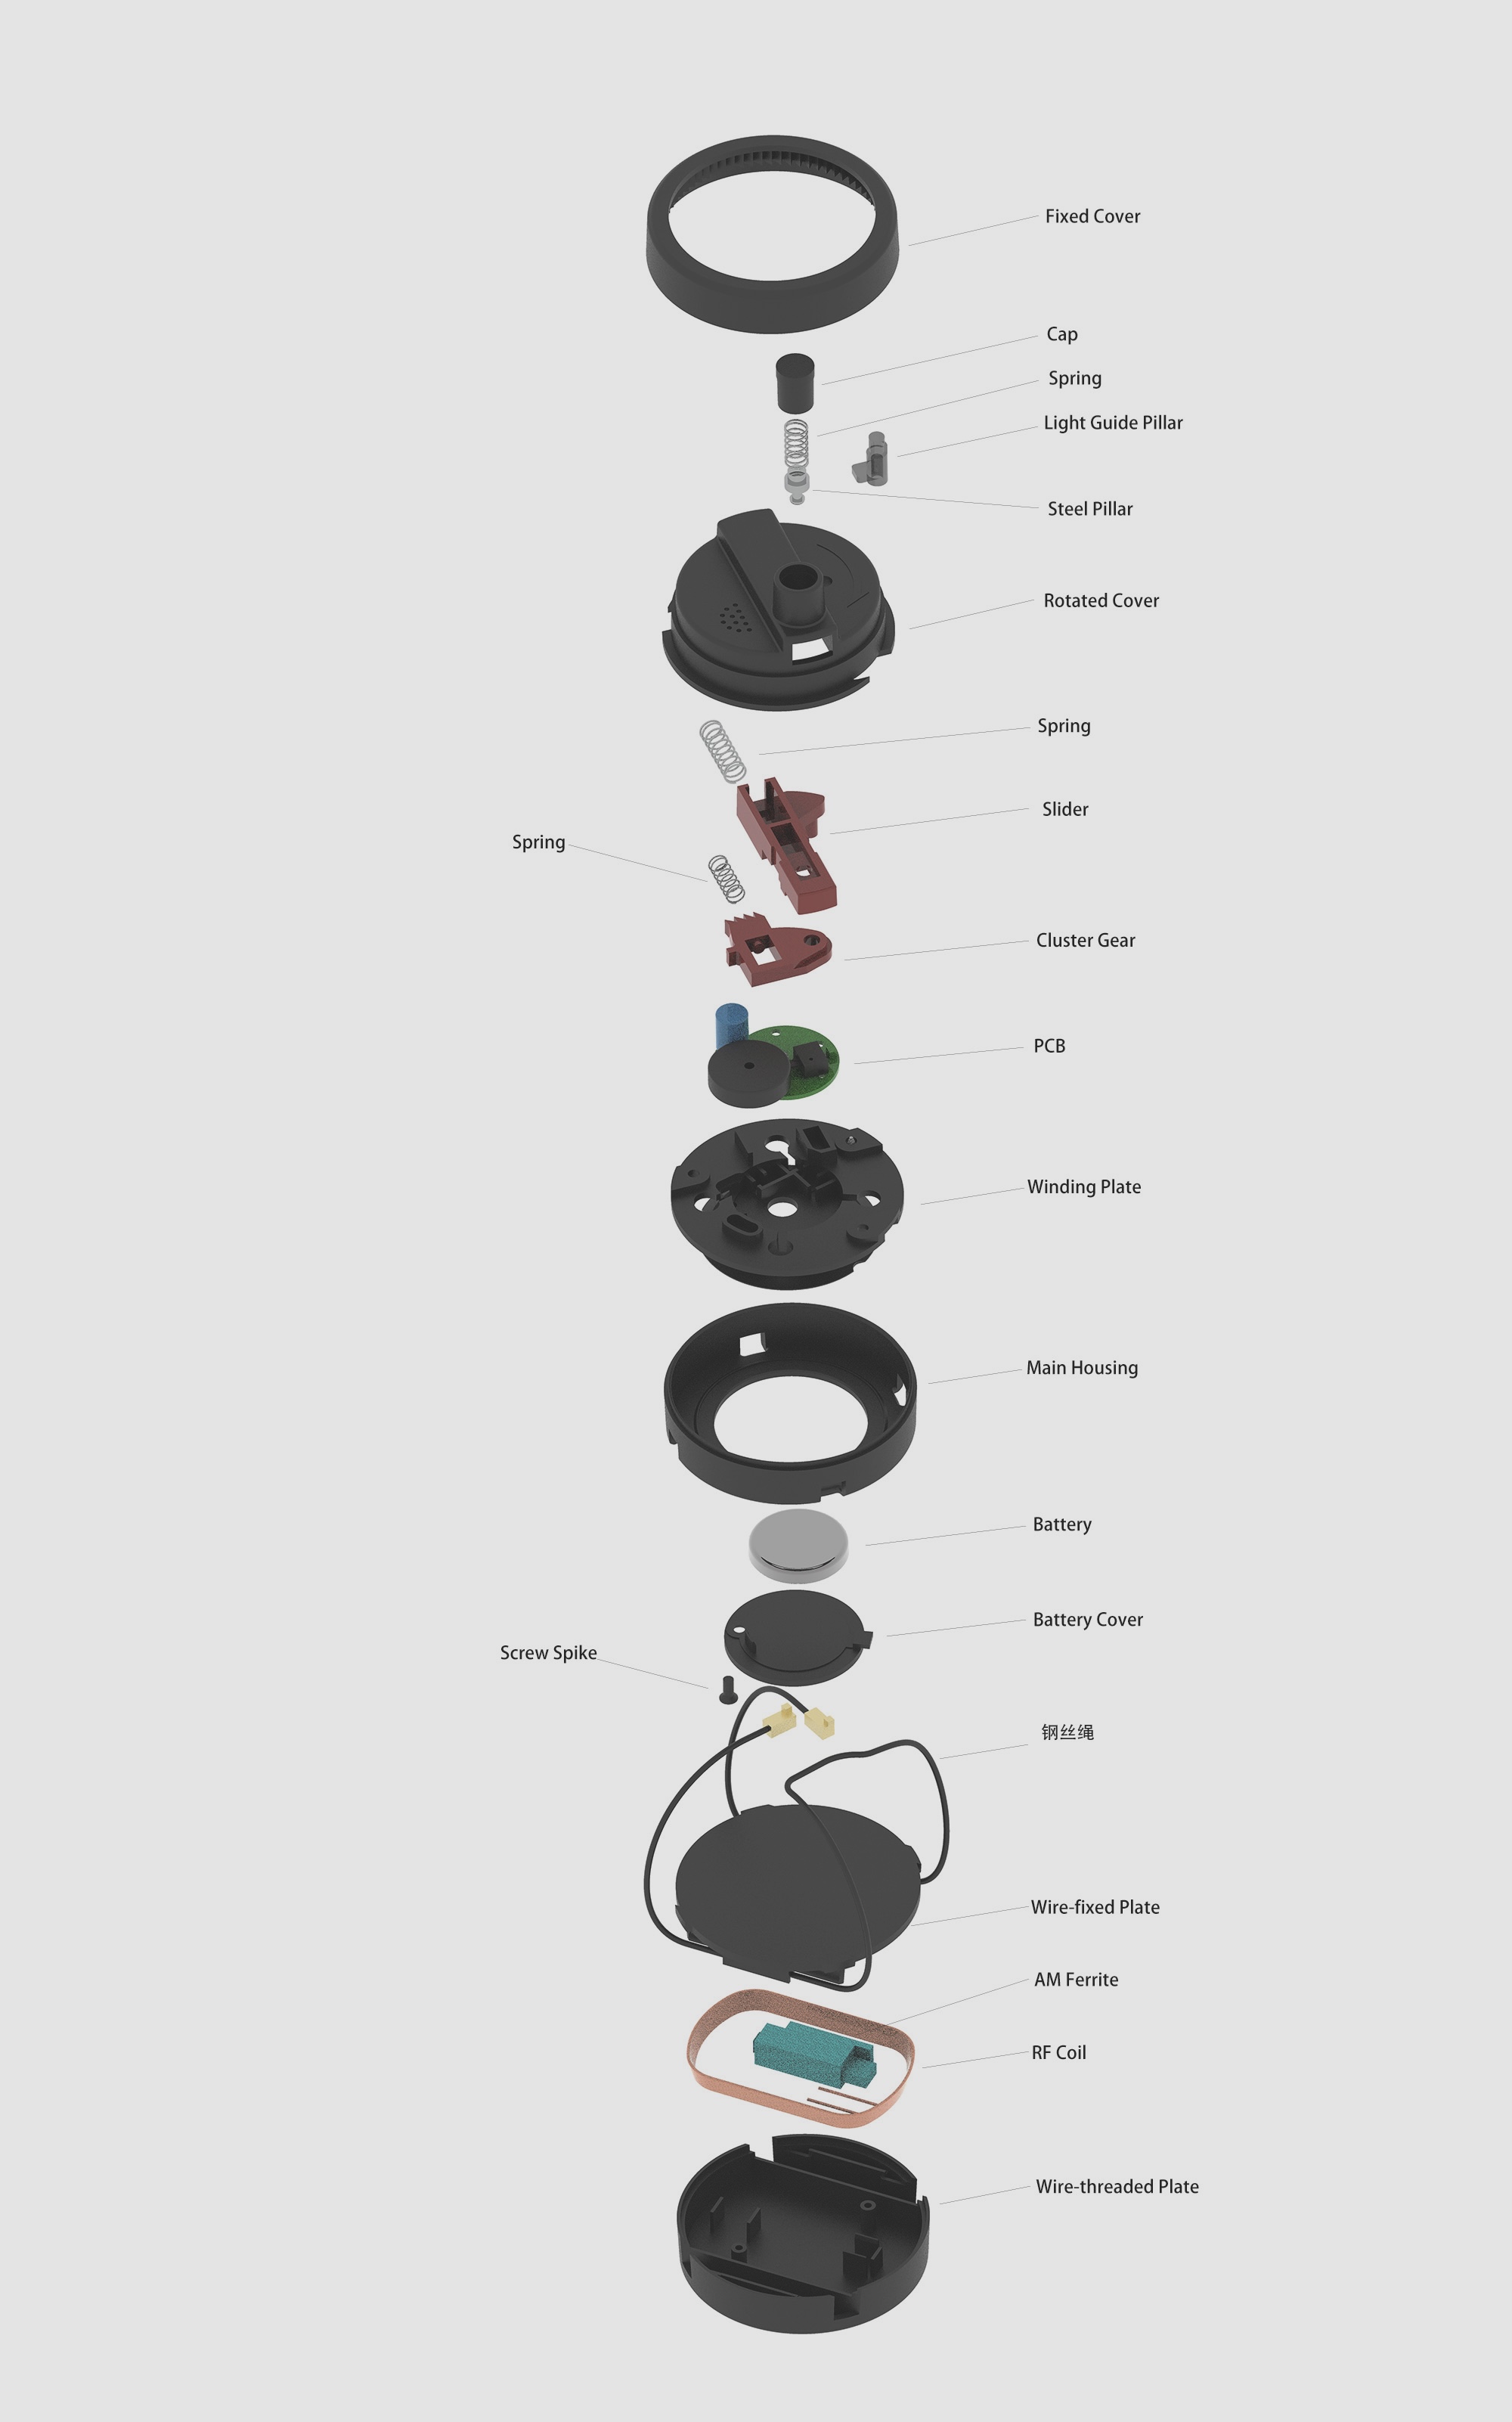 Fixed Cover
Cap
Spring
Light Guide Pillar
Steel Pillar
Rotated Cover
Spring
Slider
Spring
Cluster Gear
PCB
Winding Plate
Main Housing
Battery
Battery Cover
Screw Spike
钢丝绳
Wire-fixed Plate
AM Ferrite
RF Coil
Wire-threaded Plate